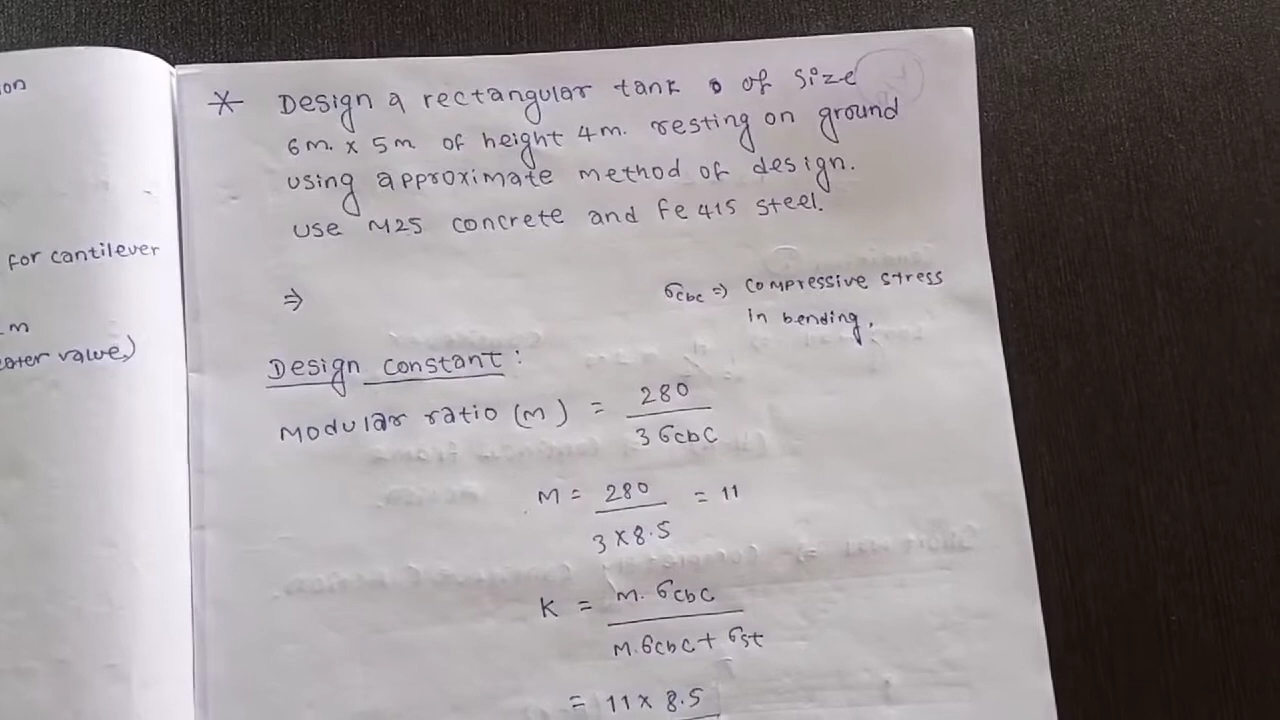 on
for cantilever
m
eater value)
* Design a rectangular tank of size
6m. x 5m of height 4m. resting on ground
using approximate method of design.
use M25 concrete and Fe 415 steel.
⇒
σcbc ⇒ compressive stress
in bending.
Design constant :
Modular ratio (m) = 280
3 σcbc
M = 280 = 11
3 x 8.5
K = m. σcbc
m. σcbc + σst
= 11 x 8.5